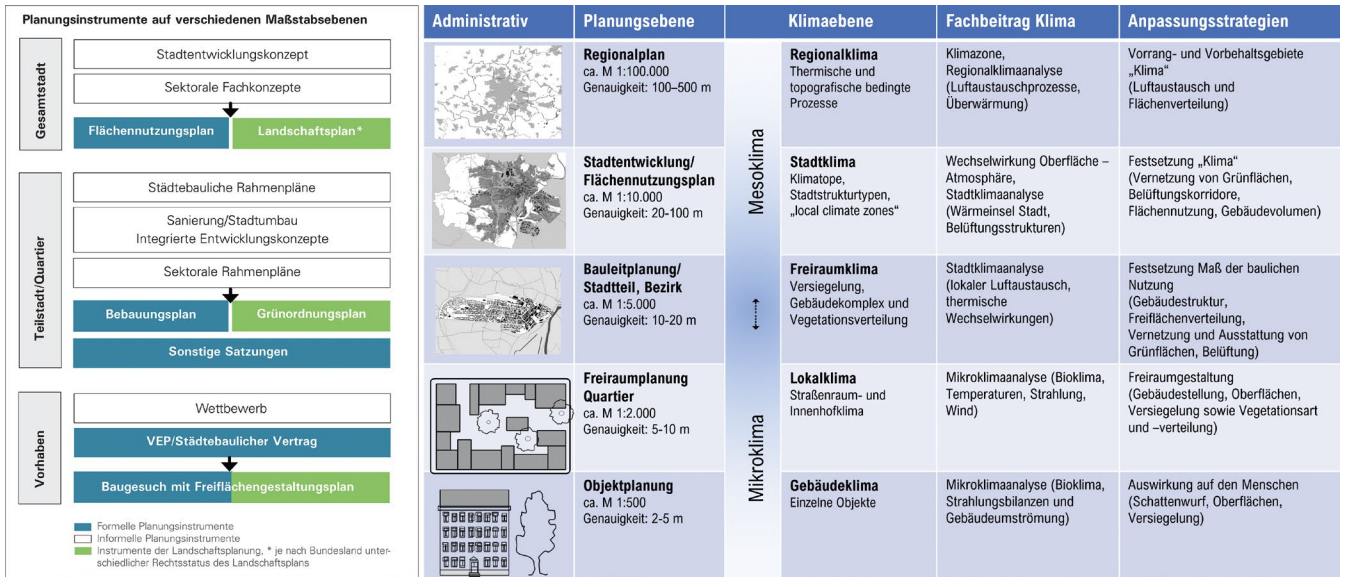 Planungsinstrumente auf verschiedenen Maßstabsebenen
Gesamtstadt
Stadtentwicklungskonzept
Sektorale Fachkonzepte
Flächennutzungsplan
Landschaftsplan*
Teilstadt/Quartier
Städtebauliche Rahmenpläne
Sanierung/Stadtumbau
Integrierte Entwicklungskonzepte
Sektorale Rahmenpläne
Bebauungsplan
Grünordnungsplan
Sonstige Satzungen
Vorhaben
Wettbewerb
VEP/Städtebaulicher Vertrag
Baugesuch mit Freiflächengestaltungsplan
Formelle Planungsinstrumente
Informelle Planungsinstrumente
Instrumente der Landschaftsplanung, * je nach Bundesland unter-
schiedlicher Rechtsstatus des Landschaftsplans
Administrativ
Planungsebene
Klimaebene
Fachbeitrag Klima
Anpassungsstrategien
Mesoklima
Mikroklima
Regionalplan
ca. M 1:100.000
Genauigkeit: 100–500 m
Regionalklima
Thermische und
topografische bedingte
Prozesse
Klimazone,
Regionalklimaanalyse
(Luftaustauschprozesse,
Überwärmung)
Vorrang- und Vorbehaltsgebiete
„Klima“
(Luftaustausch und
Flächenverteilung)
Stadtentwicklung/
Flächennutzungsplan
ca. M 1:10.000
Genauigkeit: 20-100 m
Stadtklima
Klimatope,
Stadtstrukturtypen,
„local climate zones“
Wechselwirkung Oberfläche –
Atmosphäre,
Stadtklimaanalyse
(Wärmeinsel Stadt,
Belüftungsstrukturen)
Festsetzung „Klima“
(Vernetzung von Grünflächen,
Belüftungskorridore,
Flächennutzung, Gebäudevolumen)
Bauleitplanung/
Stadtteil, Bezirk
ca. M 1:5.000
Genauigkeit: 10-20 m
Freiraumklima
Versiegelung,
Gebäudekomplex und
Vegetationsverteilung
Stadtklimaanalyse
(lokaler Luftaustausch,
thermische
Wechselwirkungen)
Festsetzung Maß der baulichen
Nutzung
(Gebäudestruktur,
Freiflächenverteilung,
Vernetzung und Ausstattung von
Grünflächen, Belüftung)
Freiraumplanung
Quartier
ca. M 1:2.000
Genauigkeit: 5-10 m
Lokalklima
Straßenraum- und
Innenhofklima
Mikroklimaanalyse (Bioklima,
Temperaturen, Strahlung,
Wind)
Freiraumgestaltung
(Gebäudestellung, Oberflächen,
Versiegelung sowie Vegetationsart
und –verteilung)
Objektplanung
ca. M 1:500
Genauigkeit: 2-5 m
Gebäudeklima
Einzelne Objekte
Mikroklimaanalyse (Bioklima,
Strahlungsbilanzen und
Gebäudeumströmung)
Auswirkung auf den Menschen
(Schattenwurf, Oberflächen,
Versiegelung)